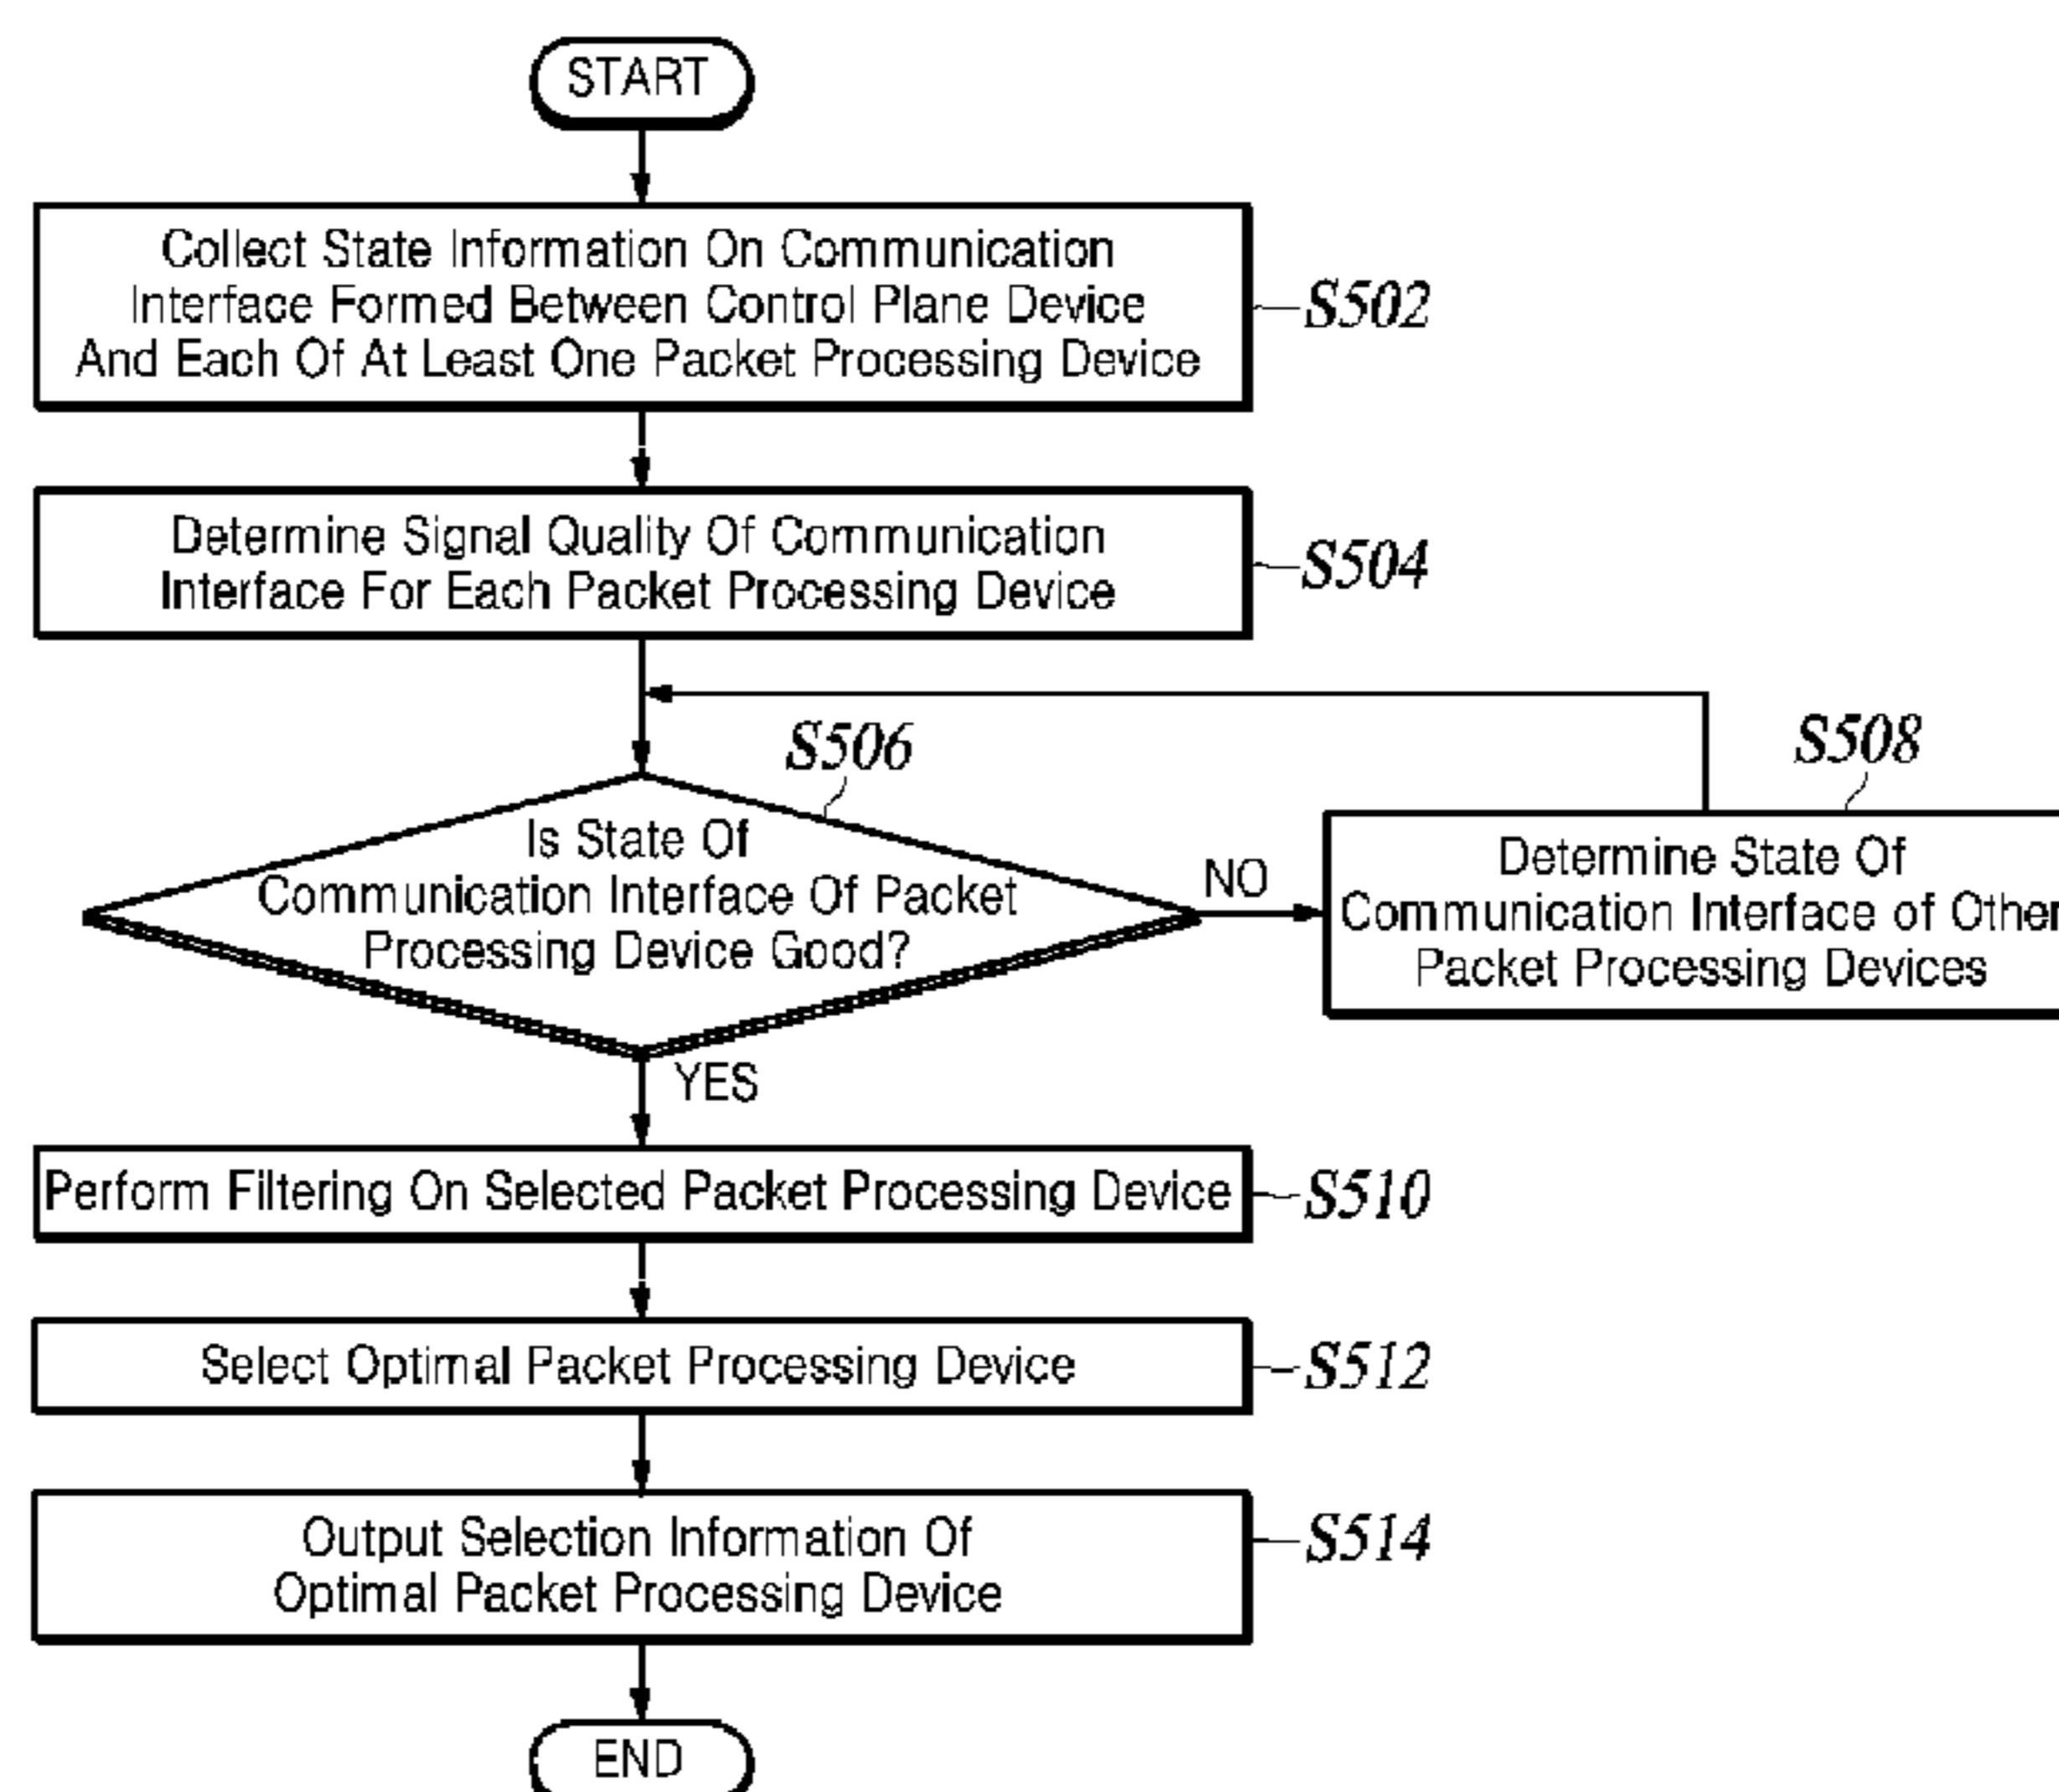 START
Collect State Information On Communication
Interface Formed Between Control Plane Device
And Each Of At Least One Packet Processing Device
S502
Determine Signal Quality Of Communication
Interface For Each Packet Processing Device
S504
S506
Is State Of
Communication Interface Of Packet
Processing Device Good?
NO
S508
Determine State Of
Communication Interface of Other
Packet Processing Devices
YES
Perform Filtering On Selected Packet Processing Device
S510
Select Optimal Packet Processing Device
S512
Output Selection Information Of
Optimal Packet Processing Device
S514
END